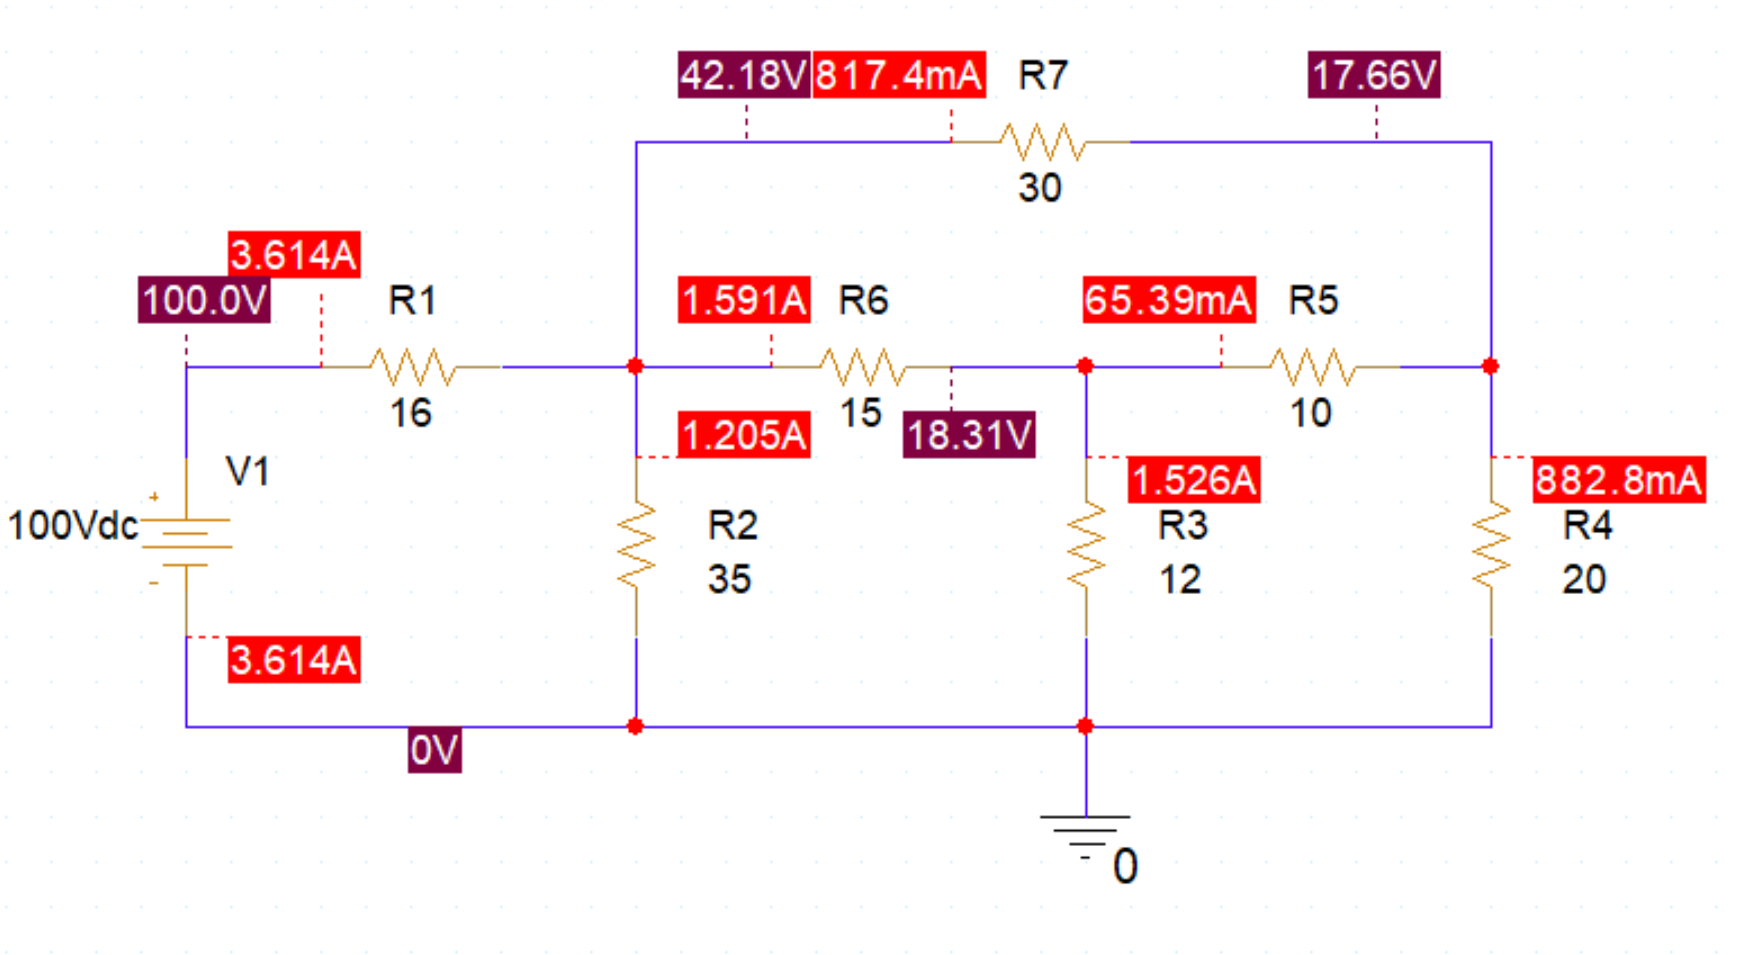 42.18V 817.4mA R7 17.66V
30
3.614A
100.0V R1 1.591A R6 65.39mA R5
16 15 10
1.205A 18.31V
V1 1.526A 882.8mA
+
100Vdc R2 R3 R4
-
35 12 20
3.614A
0V
0